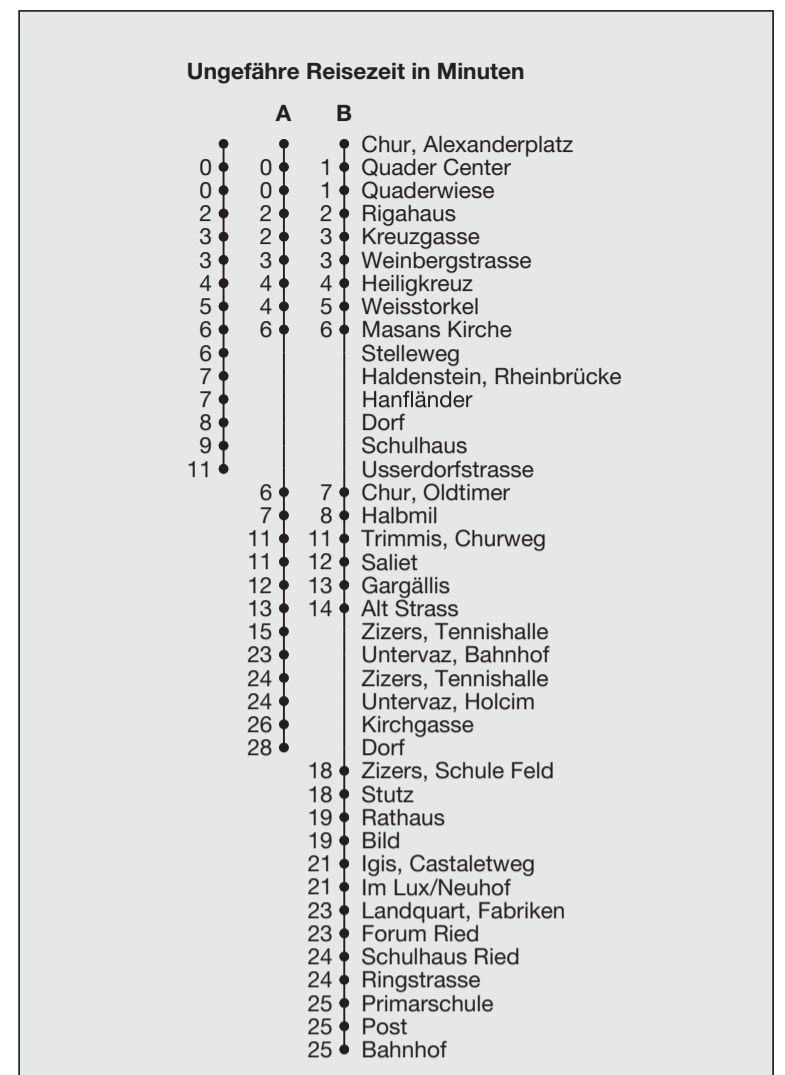 Ungefähre Reisezeit in Minuten
A B
Chur, Alexanderplatz
0 0 1 Quader Center
0 0 1 Quaderwiese
2 2 2 Rigahaus
3 2 3 Kreuzgasse
3 3 3 Weinbergstrasse
4 4 4 Heiligkreuz
5 4 5 Weisstorkel
6 6 6 Masans Kirche
6 Stelleweg
7 Haldenstein, Rheinbrücke
7 Hanfländer
8 Dorf
9 Schulhaus
11 Usserdorfstrasse
6 7 Chur, Oldtimer
7 8 Halbmil
11 11 Trimmis, Churweg
11 12 Saliet
12 13 Gargällis
13 14 Alt Strass
15 Zizers, Tennishalle
23 Untervaz, Bahnhof
24 Zizers, Tennishalle
24 Untervaz, Holcim
26 Kirchgasse
28 Dorf
18 Zizers, Schule Feld
18 Stutz
19 Rathaus
19 Bild
21 Igis, Castaletweg
21 Im Lux/Neuhof
23 Landquart, Fabriken
23 Forum Ried
24 Schulhaus Ried
24 Ringstrasse
25 Primarschule
25 Post
25 Bahnhof